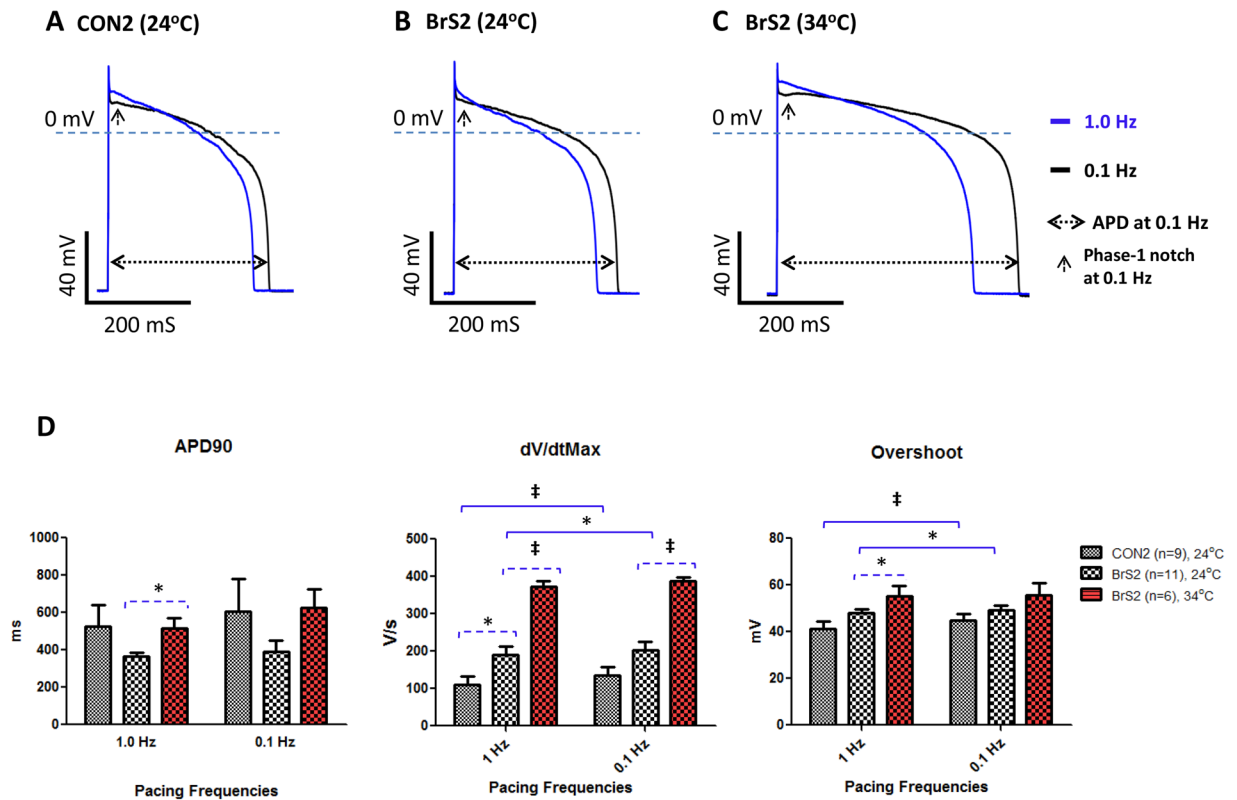 A CON2 (24°C)
B BrS2 (24°C)
C BrS2 (34°C)
0 mV
0 mV
0 mV
1.0 Hz
0.1 Hz
APD at 0.1 Hz
Phase-1 notch
at 0.1 Hz
40 mV
200 mS
40 mV
200 mS
40 mV
200 mS
D
APD90
1000
800
600
400
200
0
ms
*
1.0 Hz
0.1 Hz
Pacing Frequencies
dV/dtMax
500
400
300
200
100
0
V/s
‡
*
‡
‡
*
1 Hz
0.1 Hz
Pacing Frequencies
Overshoot
80
60
40
20
0
mV
‡
*
*
1 Hz
0.1 Hz
Pacing Frequencies
CON2 (n=9), 24°C
BrS2 (n=11), 24°C
BrS2 (n=6), 34°C